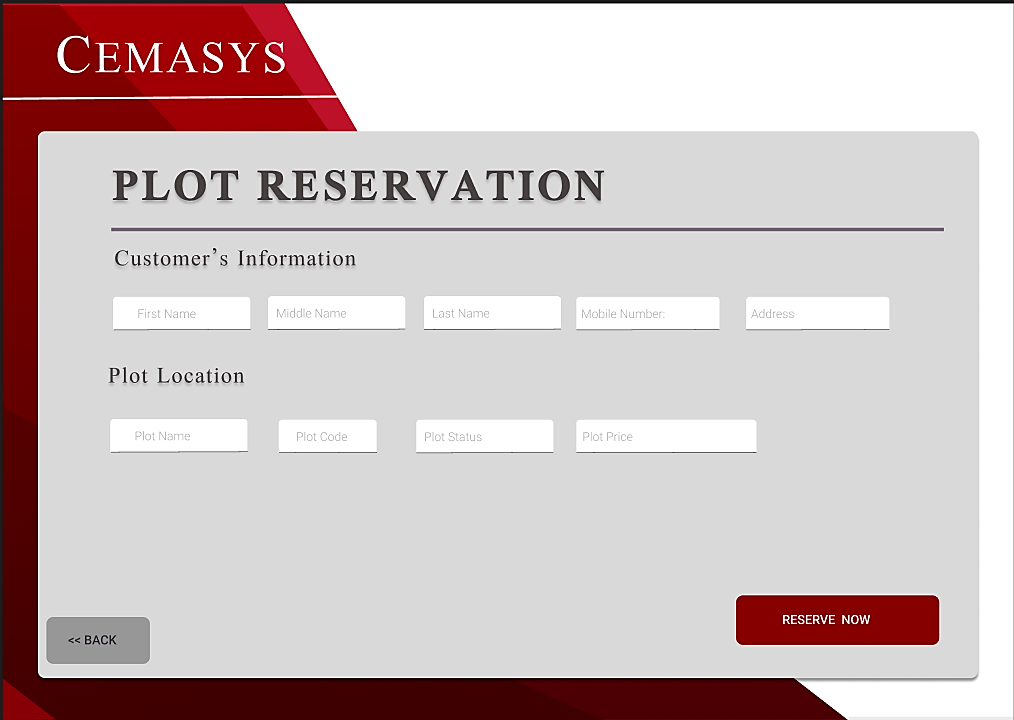 CEMASYS
PLOT RESERVATION
Customer’s Information
First Name Middle Name Last Name Mobile Number: Address
Plot Location
Plot Name Plot Code Plot Status Plot Price
RESERVE NOW
<< BACK